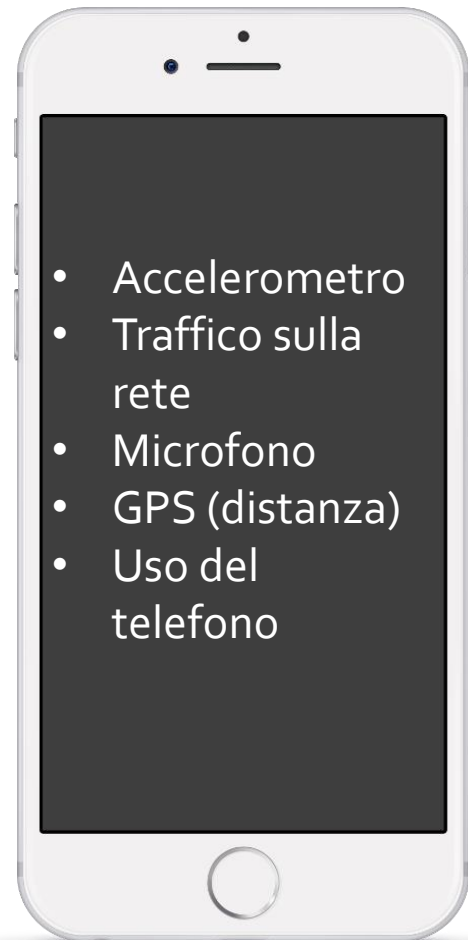 • Accelerometro
• Traffico sulla
rete
• Microfono
• GPS (distanza)
• Uso del
telefono